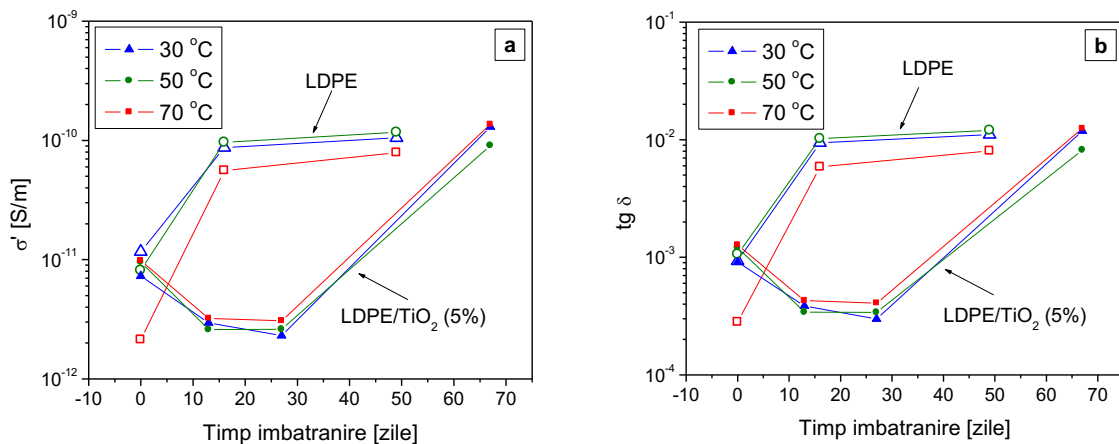 a
30 °C
50 °C
70 °C
LDPE
LDPE/TiO₂ (5%)
10⁻⁹
10⁻¹⁰
10⁻¹¹
10⁻¹²
σ' [S/m]
-10 0 10 20 30 40 50 60 70
Timp imbatranire [zile]
b
30 °C
50 °C
70 °C
LDPE
LDPE/TiO₂ (5%)
10⁻¹
10⁻²
10⁻³
10⁻⁴
tg δ
-10 0 10 20 30 40 50 60 70
Timp imbatranire [zile]